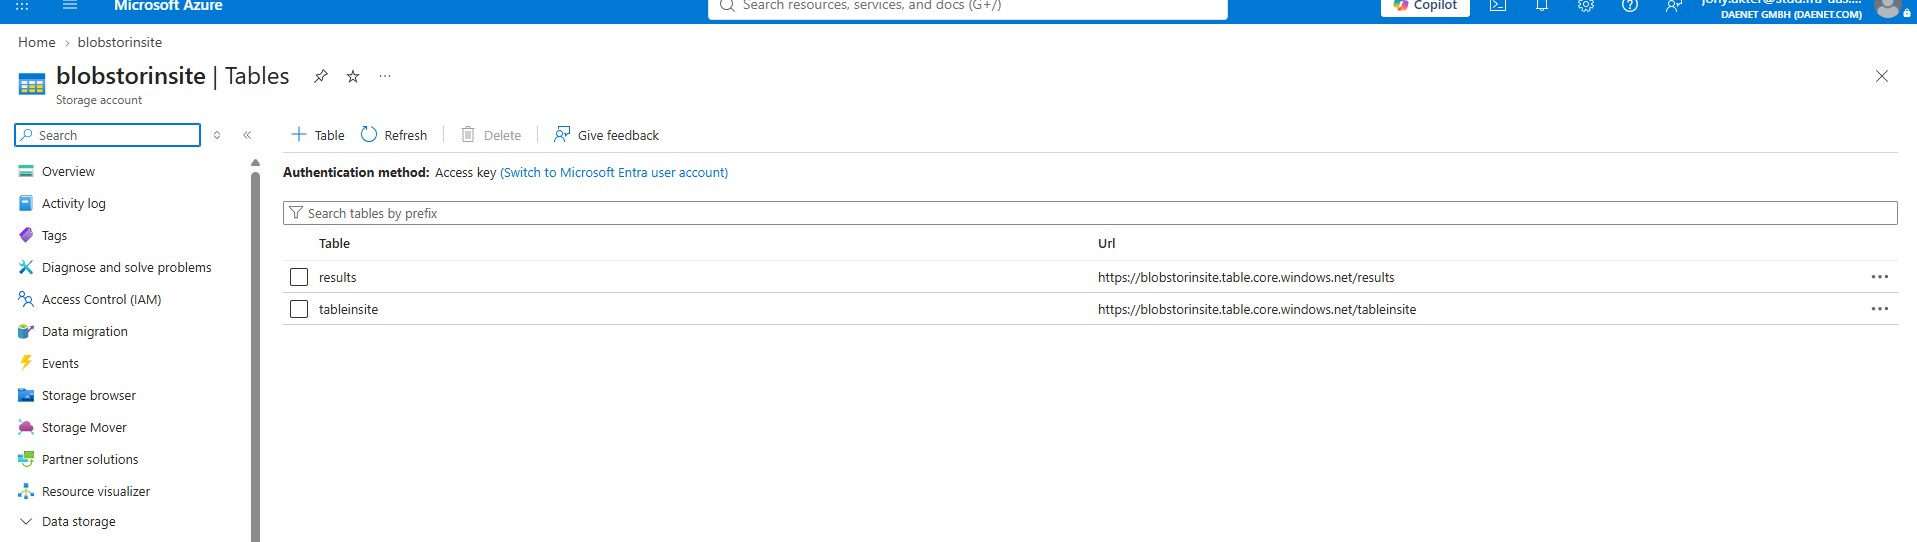 Microsoft Azure
Search resources, services, and docs (G+/)
Copilot
DAENET GMBH (DAENET.COM)
Home > blobstorinsite
blobstorinsite | Tables
Storage account
Search
Table Refresh Delete Give feedback
Authentication method: Access key (Switch to Microsoft Entra user account)
Search tables by prefix
Table Url
results https://blobstorinsite.table.core.windows.net/results
tableinsite https://blobstorinsite.table.core.windows.net/tableinsite
Overview
Activity log
Tags
Diagnose and solve problems
Access Control (IAM)
Data migration
Events
Storage browser
Storage Mover
Partner solutions
Resource visualizer
Data storage